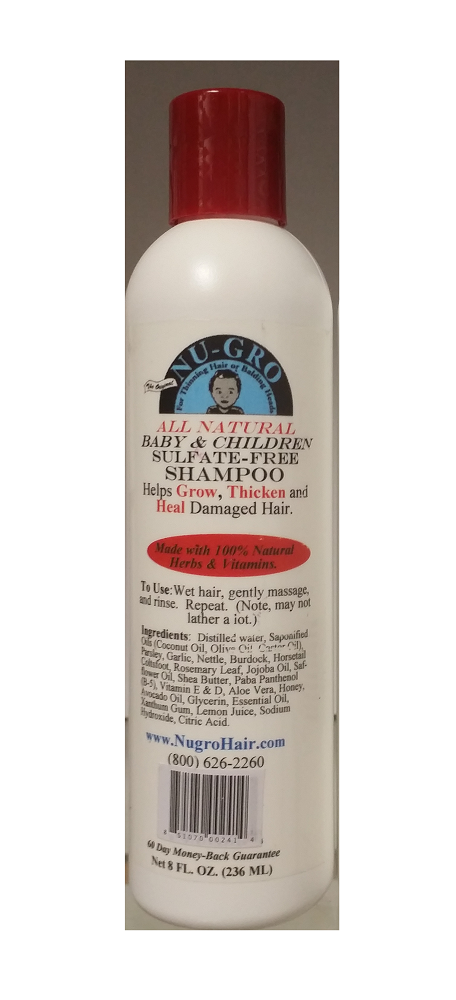 NU-GRO
For Thinning Hair or Balding Heads
The Original
ALL NATURAL
BABY & CHILDREN
SULFATE-FREE
SHAMPOO
Helps Grow, Thicken and
Heal Damaged Hair.
Made with 100% Natural
Herbs & Vitamins.
To Use: Wet hair, gently massage,
and rinse. Repeat. (Note, may not
lather a lot.)
Ingredients: Distilled water, Saponified
Oils (Coconut Oil, Olive Oil, Castor Oil),
Parsley, Garlic, Nettle, Burdock, Horsetail
Coltsfoot, Rosemary Leaf, Jojoba Oil, Saf-
flower Oil, Shea Butter, Paba Panthenol
(B-5), Vitamin E & D, Aloe Vera, Honey,
Avocado Oil, Glycerin, Essential Oil,
Xanthum Gum, Lemon Juice, Sodium
Hydroxide, Citric Acid.
www.NugroHair.com
(800) 626-2260
60 Day Money-Back Guarantee
Net 8 FL. OZ. (236 ML)